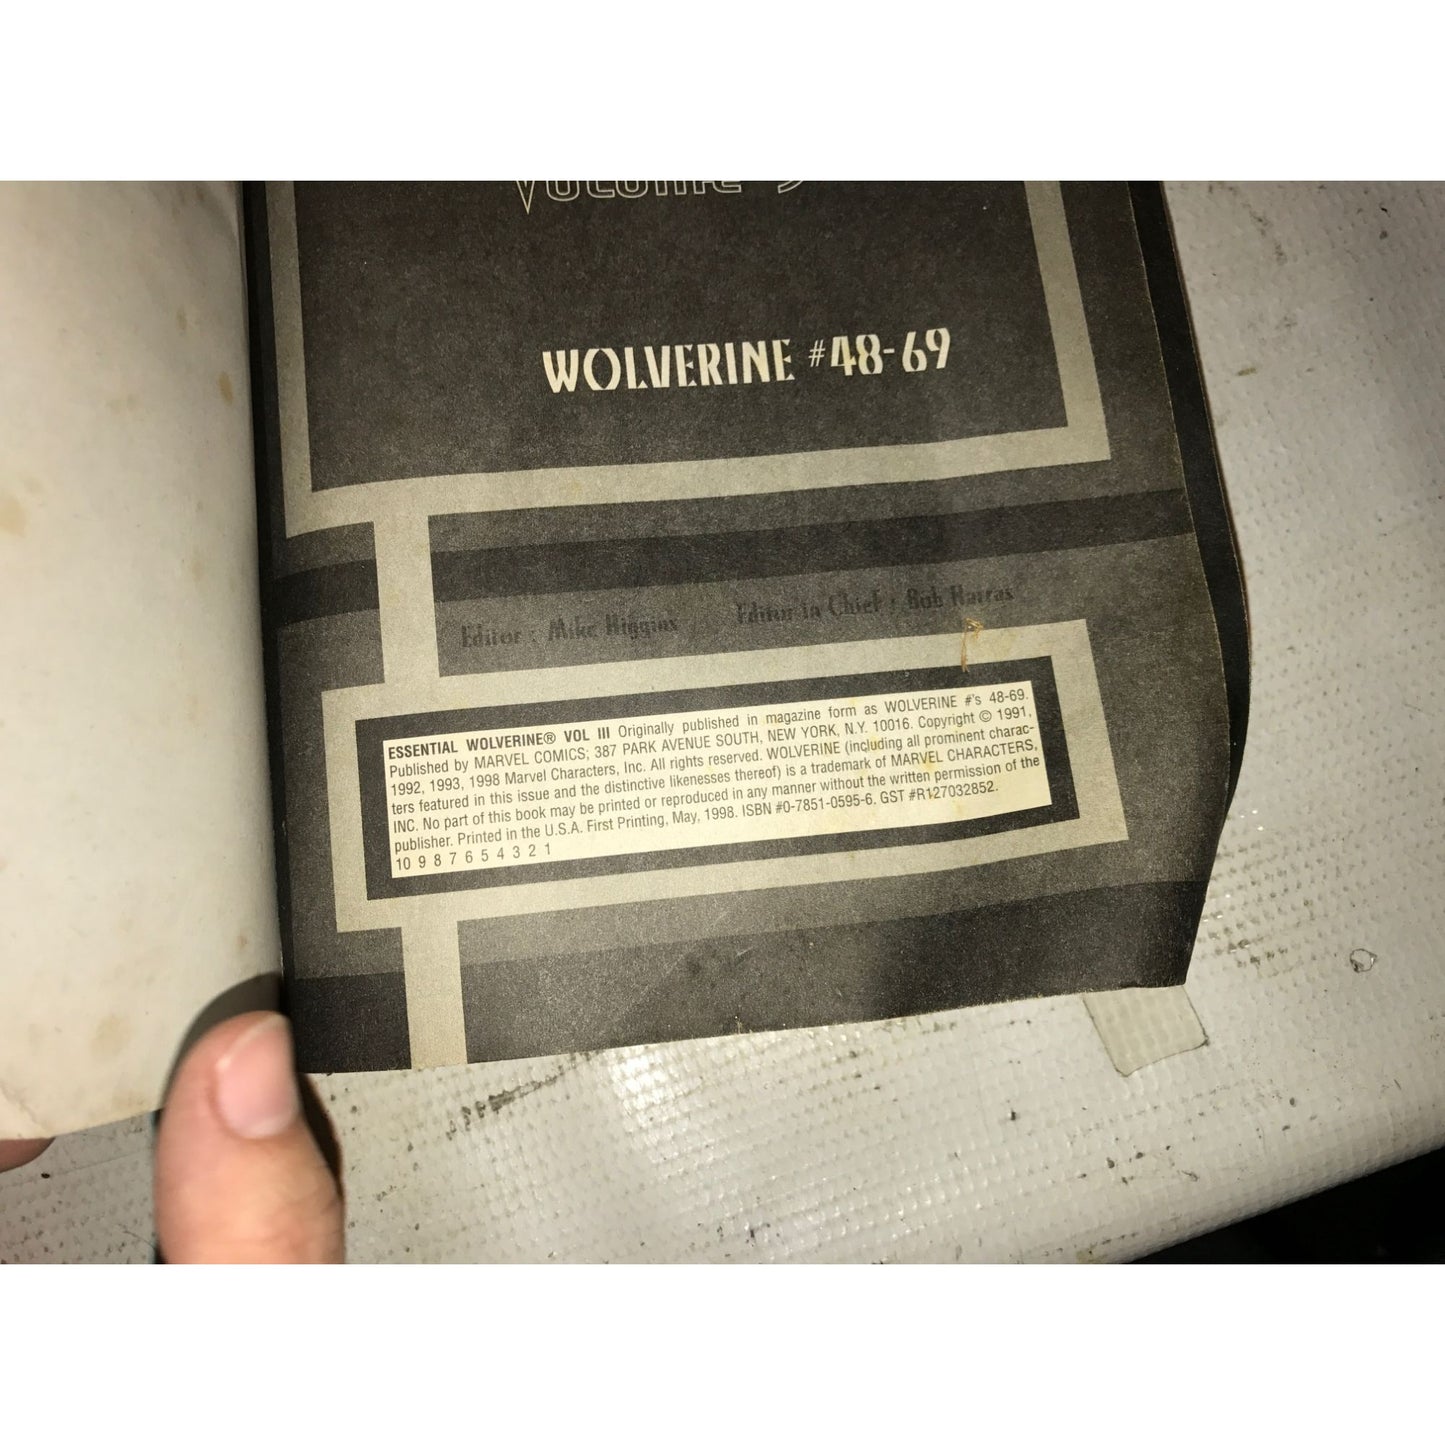 VOLUME 3
WOLVERINE #48-69
Editor : Mike Higgins Editor in Chief : Bob Harras
ESSENTIAL WOLVERINE® VOL III Originally published in magazine form as WOLVERINE #'s 48-69.
Published by MARVEL COMICS; 387 PARK AVENUE SOUTH, NEW YORK, N.Y. 10016. Copyright © 1991,
1992, 1993, 1998 Marvel Characters, Inc. All rights reserved. WOLVERINE (including all prominent charac-
ters featured in this issue and the distinctive likenesses thereof) is a trademark of MARVEL CHARACTERS,
INC. No part of this book may be printed or reproduced in any manner without the written permission of the
publisher. Printed in the U.S.A. First Printing, May, 1998. ISBN #0-7851-0595-6. GST #R127032852.
10 9 8 7 6 5 4 3 2 1